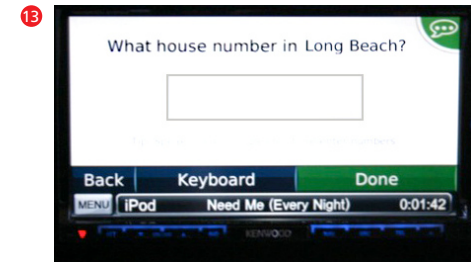 13
What house number in Long Beach?
Back Keyboard Done
MENU iPod Need Me (Every Night) 0:01:42
KENWOOD